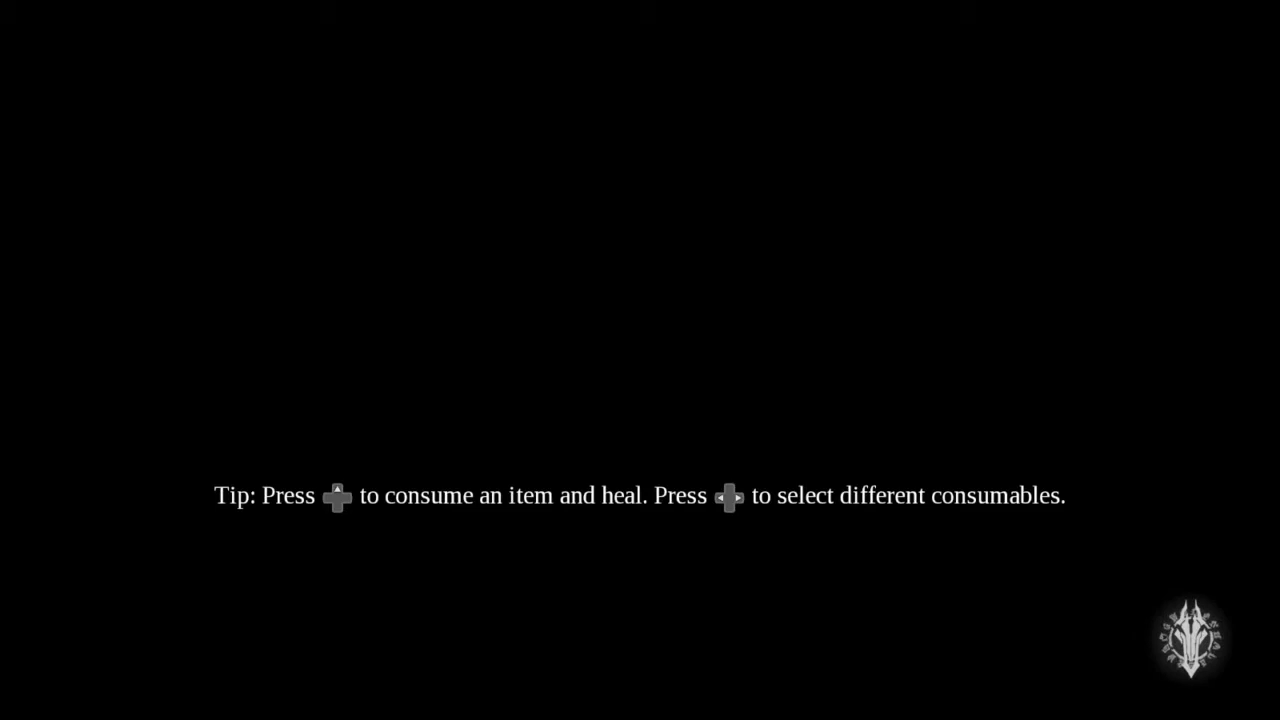 Tip: Press to consume an item and heal. Press to select different consumables.